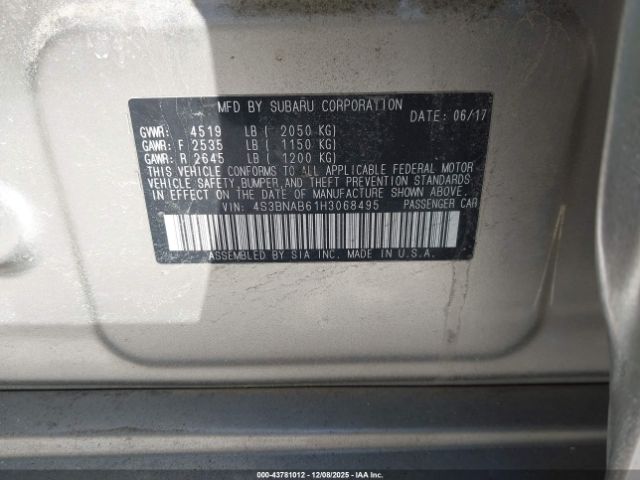 MFD BY SUBARU CORPORATION DATE: 06/17
GVWR: 4519 LB ( 2050 KG)
GAWR: F 2535 LB ( 1150 KG)
GAWR: R 2645 LB ( 1200 KG)
THIS VEHICLE CONFORMS TO ALL APPLICABLE FEDERAL MOTOR
VEHICLE SAFETY, BUMPER, AND THEFT PREVENTION STANDARDS
IN EFFECT ON THE DATE OF MANUFACTURE SHOWN ABOVE.
VIN: 4S3BNAB61H3068495 PASSENGER CAR
ASSEMBLED BY SIA INC. MADE IN U.S.A.
000-43781012 | 12/08/2025 | IAA Inc.